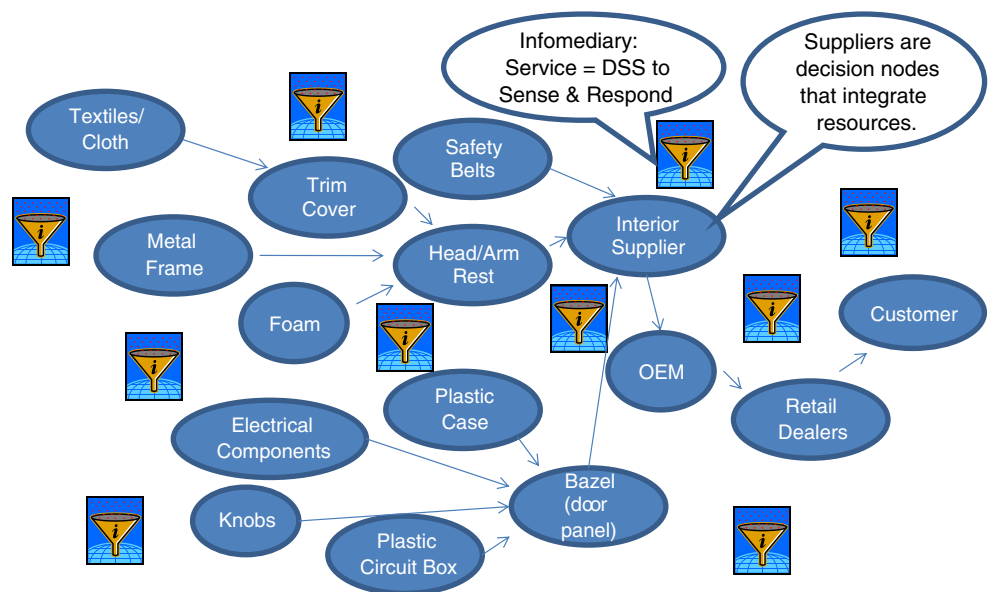 Infomediary:
Service = DSS to
Sense & Respond
Suppliers are
decision nodes
that integrate
resources.
Textiles/
Cloth
Safety
Belts
Trim
Cover
Interior
Supplier
Metal
Frame
Head/Arm
Rest
Foam
Customer
OEM
Plastic
Case
Retail
Dealers
Electrical
Components
Bazel
(door
panel)
Knobs
Plastic
Circuit Box
i
i
i
i
i
i
i
i
i
i